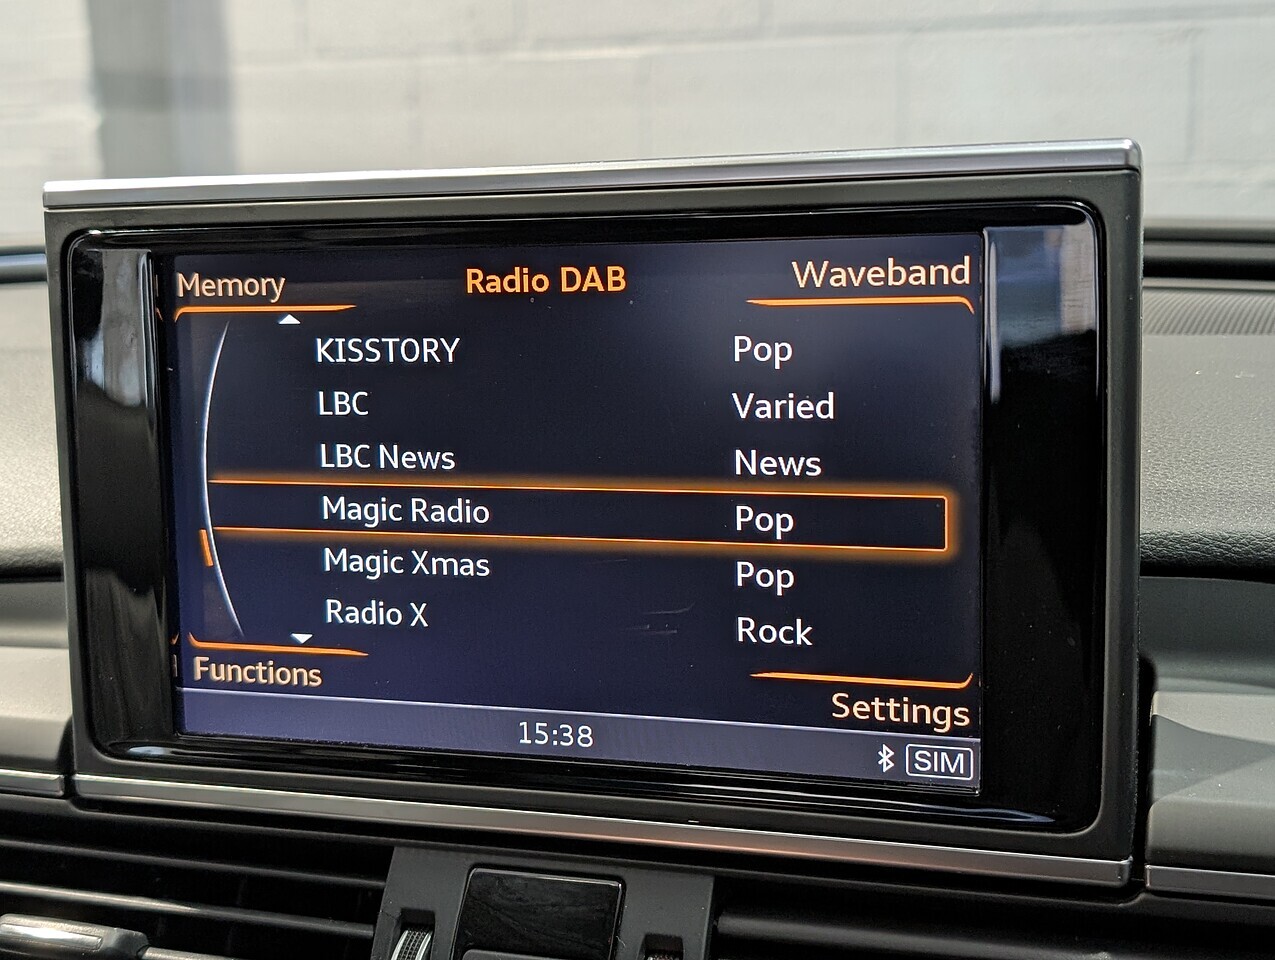 Memory Radio DAB Waveband
KISSTORY Pop
LBC Varied
LBC News News
Magic Radio Pop
Magic Xmas Pop
Radio X Rock
Functions
Settings
15:38
SIM